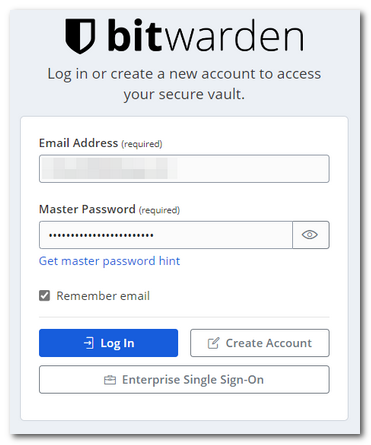 bitwarden
Log in or create a new account to access
your secure vault.
Email Address (required)
Master Password (required)
••••••••••••••••••••••••
Get master password hint
Remember email
Log In
Create Account
Enterprise Single Sign-On